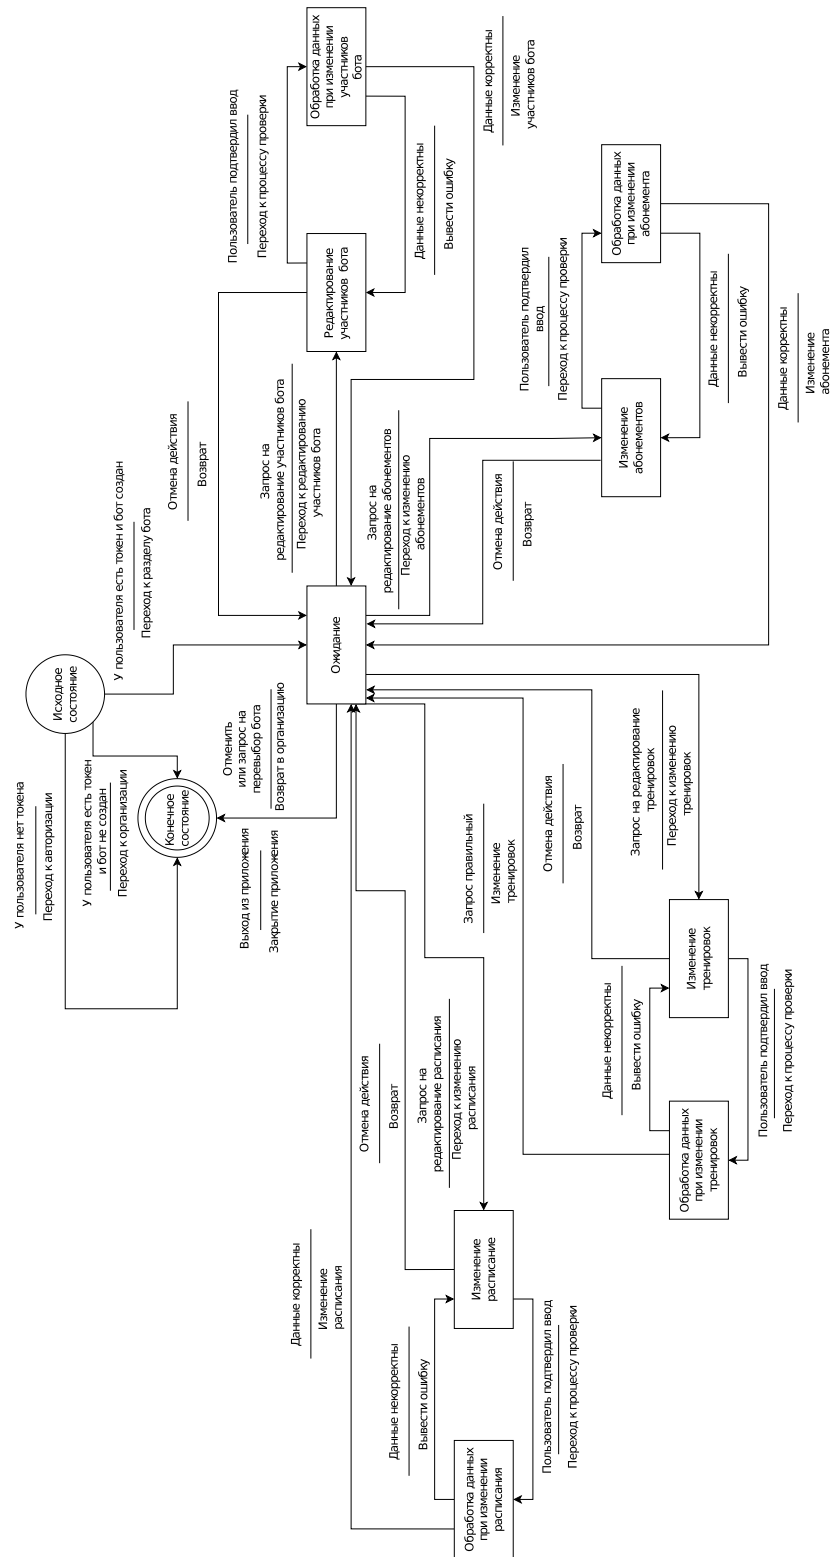 У пользователя нет токена
Переход к авторизации
У пользователя есть токен
и бот не создан
Переход к организации
Исходное
состояние
У пользователя есть токен и бот создан
Переход к разделу бота
Конечное
состояние
Отменить
или запрос на
перевыбор бота
Возврат в организацию
Выход из приложения
Закрытие приложения
Ожидание
Отмена действия
Возврат
Запрос на
редактирование участников бота
Переход к редактированию
участников бота
Редактирование
участников бота
Пользователь подтвердил ввод
Переход к процессу проверки
Обработка данных
при изменении
участников
бота
Данные некорректны
Вывести ошибку
Данные корректны
Изменение
участников бота
Запрос на
редактирование абонементов
Переход к изменению
абонементов
Отмена действия
Возврат
Изменение
абонементов
Пользователь подтвердил
ввод
Переход к процессу проверки
Обработка данных
при изменении
абонемента
Данные некорректны
Вывести ошибку
Данные корректны
Изменение
абонемента
Запрос на редактирование
тренировок
Переход к изменению
тренировок
Отмена действия
Возврат
Запрос правильный
Изменение
тренировок
Изменение
тренировок
Данные некорректны
Вывести ошибку
Пользователь подтвердил ввод
Переход к процессу проверки
Обработка данных
при изменении
тренировок
Запрос на
редактирование расписания
Переход к изменению
расписания
Отмена действия
Возврат
Данные корректны
Изменение
расписания
Изменение
расписание
Данные некорректны
Вывести ошибку
Пользователь подтвердил ввод
Переход к процессу проверки
Обработка данных
при изменении
расписания